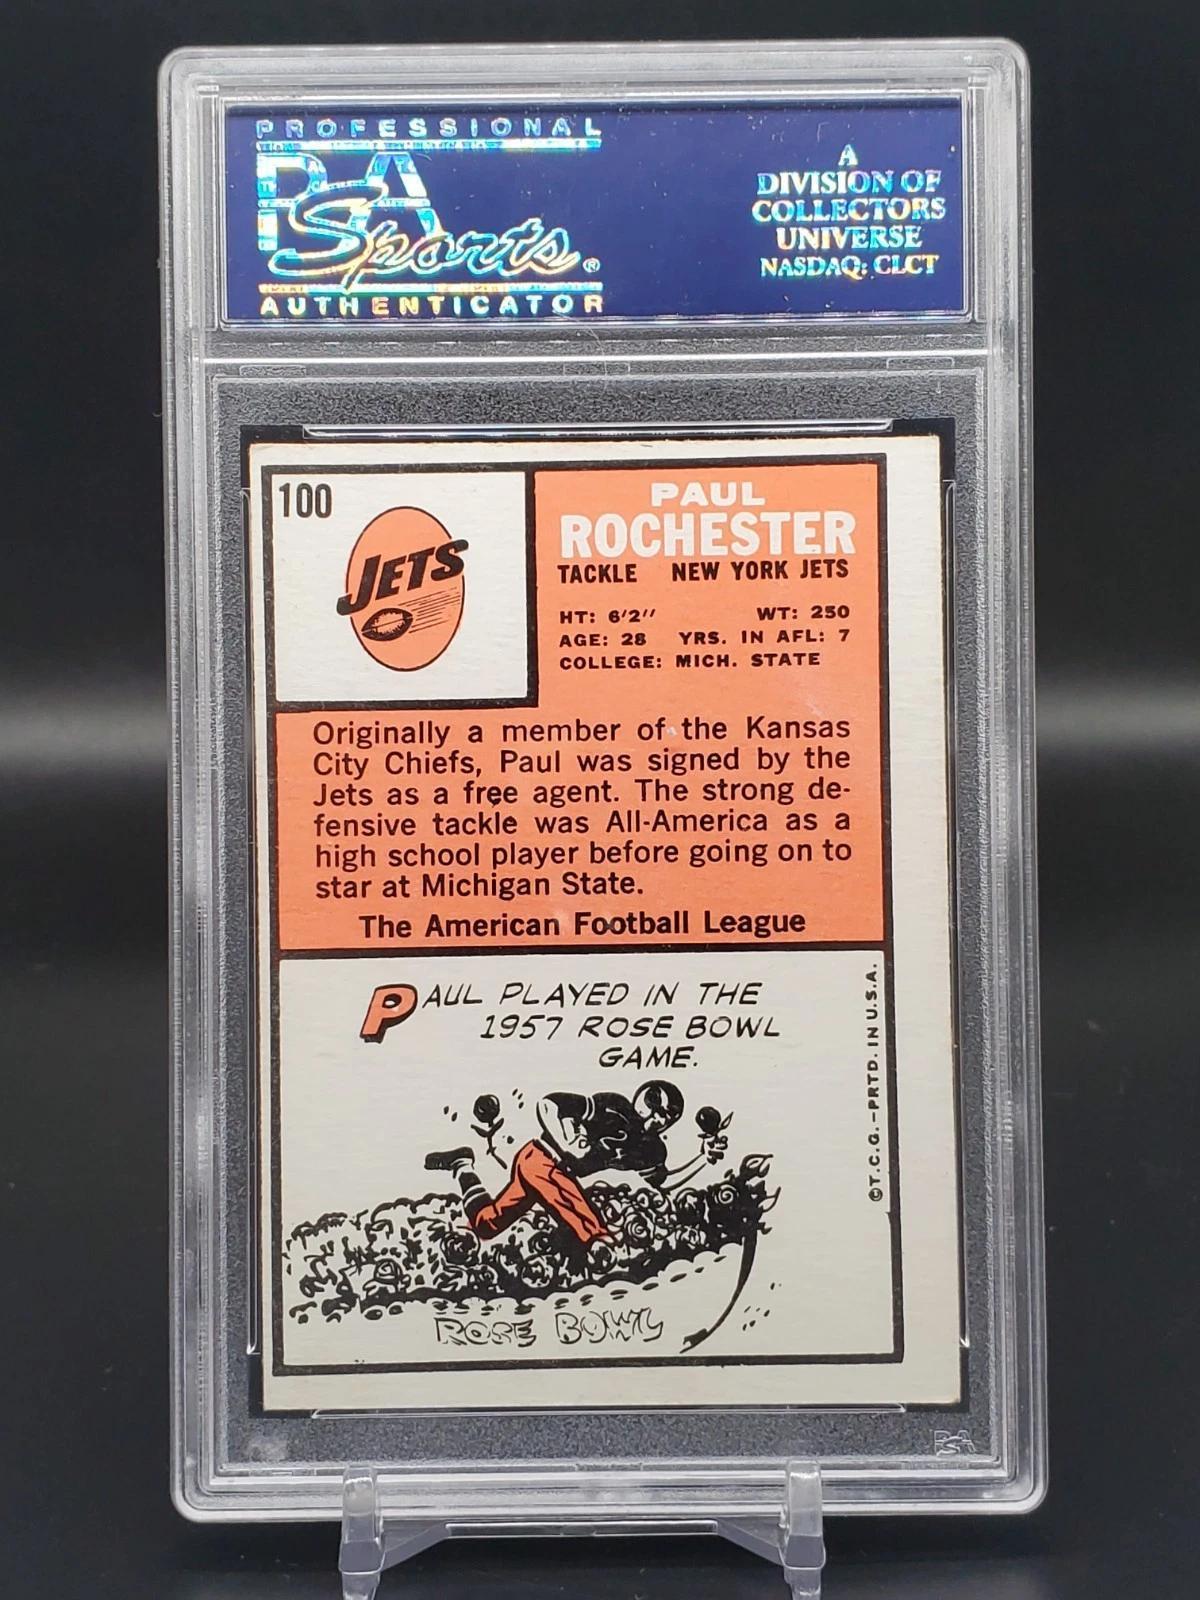 PROFESSIONAL
PSA
Sports®
AUTHENTICATOR
A
DIVISION OF
COLLECTORS
UNIVERSE
NASDAQ: CLCT
100
JETS
PAUL
ROCHESTER
TACKLE NEW YORK JETS
HT: 6'2" WT: 250
AGE: 28 YRS. IN AFL: 7
COLLEGE: MICH. STATE
Originally a member of the Kansas
City Chiefs, Paul was signed by the
Jets as a free agent. The strong de-
fensive tackle was All-America as a
high school player before going on to
star at Michigan State.
The American Football League
PAUL PLAYED IN THE
1957 ROSE BOWL
GAME.
ROSE BOWL
©T.C.G.-PRTD. IN U.S.A.
PSA